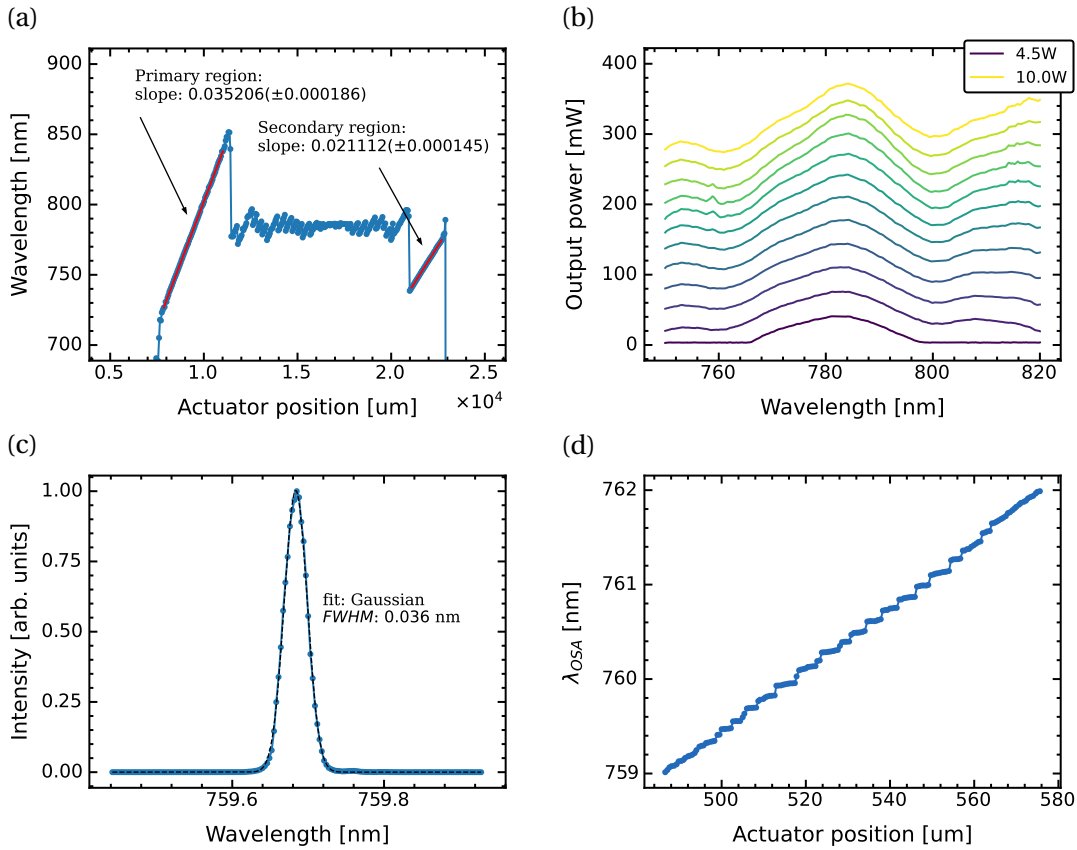 (a)
900
850
800
750
700
Wavelength [nm]
Primary region:
slope: 0.035206(±0.000186)
Secondary region:
slope: 0.021112(±0.000145)
0.5
1.0
1.5
2.0
2.5
×10⁴
Actuator position [um]
(b)
400
300
200
100
0
Output power [mW]
4.5W
10.0W
760
780
800
820
Wavelength [nm]
(c)
1.00
0.75
0.50
0.25
0.00
Intensity [arb. units]
fit: Gaussian
FWHM: 0.036 nm
759.6
759.8
Wavelength [nm]
(d)
762
761
760
759
λOSA [nm]
500
520
540
560
580
Actuator position [um]